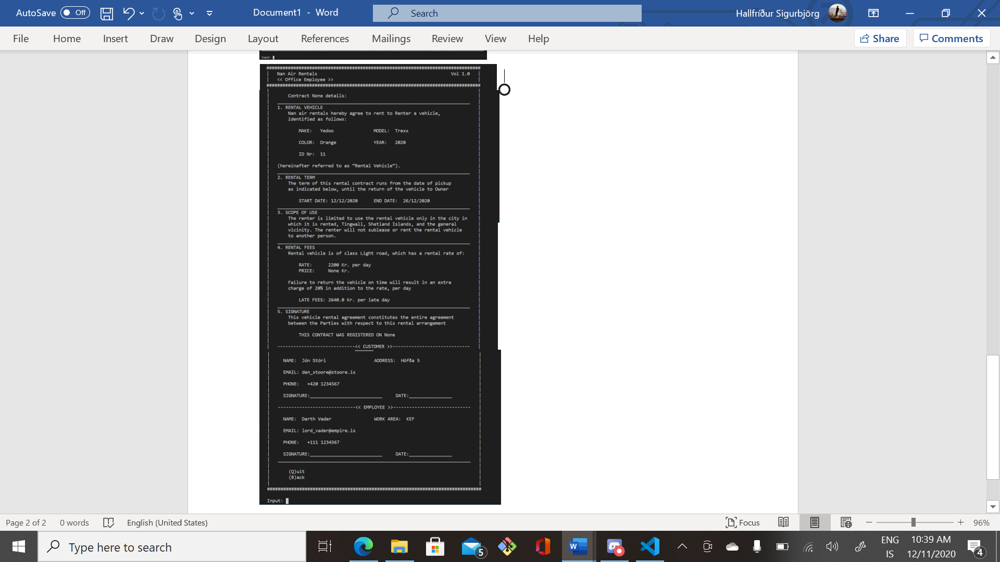 AutoSave Off Document1 - Word Search Hallfríður Sigurbjörg
File Home Insert Draw Design Layout References Mailings Review View Help Share Comments
Input:
################################################################################
| Nan Air Rentals Vol 1.0 |
| << Office Employee >> |
################################################################################
Contract None details:
1. RENTAL VEHICLE
Nan air rentals hereby agree to rent to Renter a vehicle,
identified as follows:
MAKE: Yedoo MODEL: Trexx
COLOR: Orange YEAR: 2020
ID Nr: 11
(hereinafter referred to as “Rental Vehicle”).
2. RENTAL TERM
The term of this rental contract runs from the date of pickup
as indicated below, until the return of the vehicle to Owner
START DATE: 12/12/2020 END DATE: 26/12/2020
3. SCOPE OF USE
The renter is limited to use the rental vehicle only in the city in
which it is rented, Tingwall, Shetland Islands, and the general
vicinity. The renter will not sublease or rent the rental vehicle
to another person.
4. RENTAL FEES
Rental vehicle is of class Light road, which has a rental rate of:
RATE: 2200 Kr. per day
PRICE: None Kr.
Failure to return the vehicle on time will result in an extra
charge of 20% in addition to the rate, per day
LATE FEES: 2640.0 Kr. per late day
5. SIGNATURE
This vehicle rental agreement constitutes the entire agreement
between the Parties with respect to this rental arrangement
THIS CONTRACT WAS REGISTERED ON None
-----------------------------<< CUSTOMER >>-----------------------------
NAME: Jón Stóri ADDRESS: Höfða 5
EMAIL: den_stoore@stoore.is
PHONE: +420 1234567
SIGNATURE:___________________________ DATE:________________
-----------------------------<< EMPLOYEE >>-----------------------------
NAME: Darth Vader WORK AREA: KEF
EMAIL: lord_vader@empire.is
PHONE: +111 1234567
SIGNATURE:___________________________ DATE:________________
(Q)uit
(B)ack
################################################################################
Input:
Page 2 of 2 0 words English (United States) Focus 96%
Type here to search 5 W ENG 10:39 AM
IS 12/11/2020 4